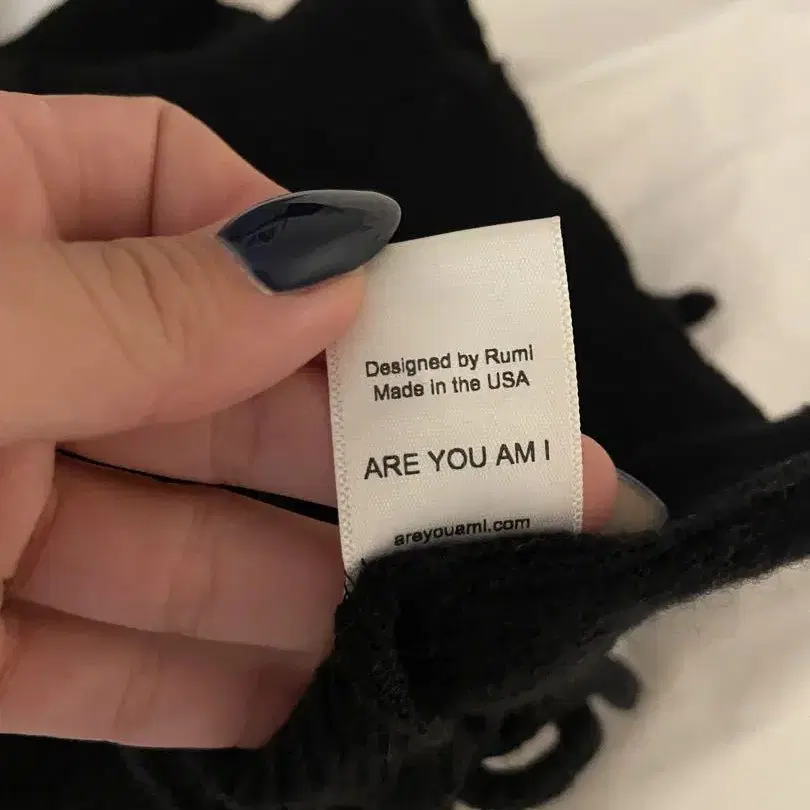 Designed by Rumi
Made in the USA
ARE YOU AM I
areyouami.com